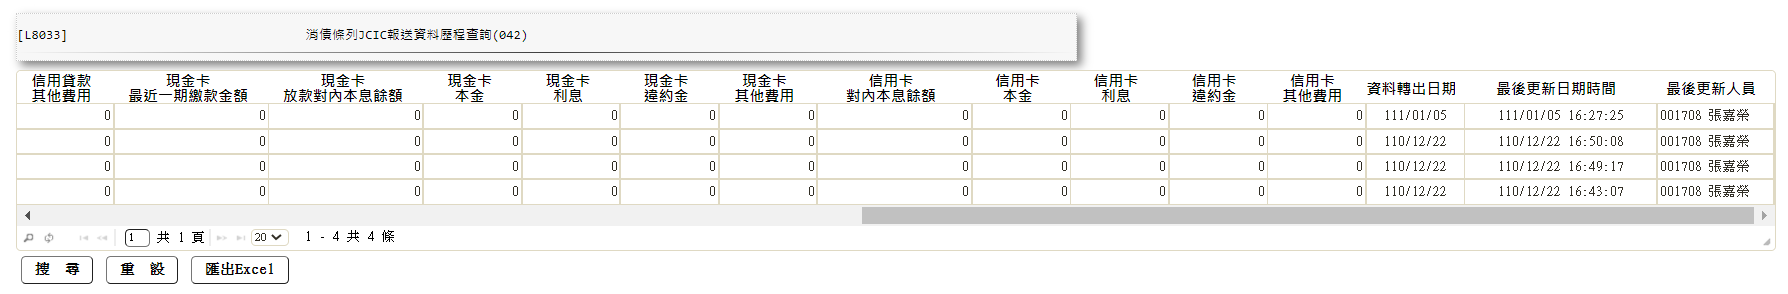 [L8033] 消債條列JCIC報送資料歷程查詢(042)
信用貸款 現金卡 現金卡 現金卡 現金卡 現金卡 現金卡 信用卡 信用卡 信用卡 信用卡 信用卡 資料轉出日期 最後更新日期時間 最後更新人員
其他費用 最近一期繳款金額 放款對內本息餘額 本金 利息 違約金 其他費用 對內本息餘額 本金 利息 違約金 其他費用
0 0 0 0 0 0 0 0 0 0 0 0 111/01/05 111/01/05 16:27:25 001708 張嘉榮
0 0 0 0 0 0 0 0 0 0 0 0 110/12/22 110/12/22 16:50:08 001708 張嘉榮
0 0 0 0 0 0 0 0 0 0 0 0 110/12/22 110/12/22 16:49:17 001708 張嘉榮
0 0 0 0 0 0 0 0 0 0 0 0 110/12/22 110/12/22 16:43:07 001708 張嘉榮
1 共 1 頁 20 1 - 4 共 4 條
搜 尋 重 設 匯出Excel